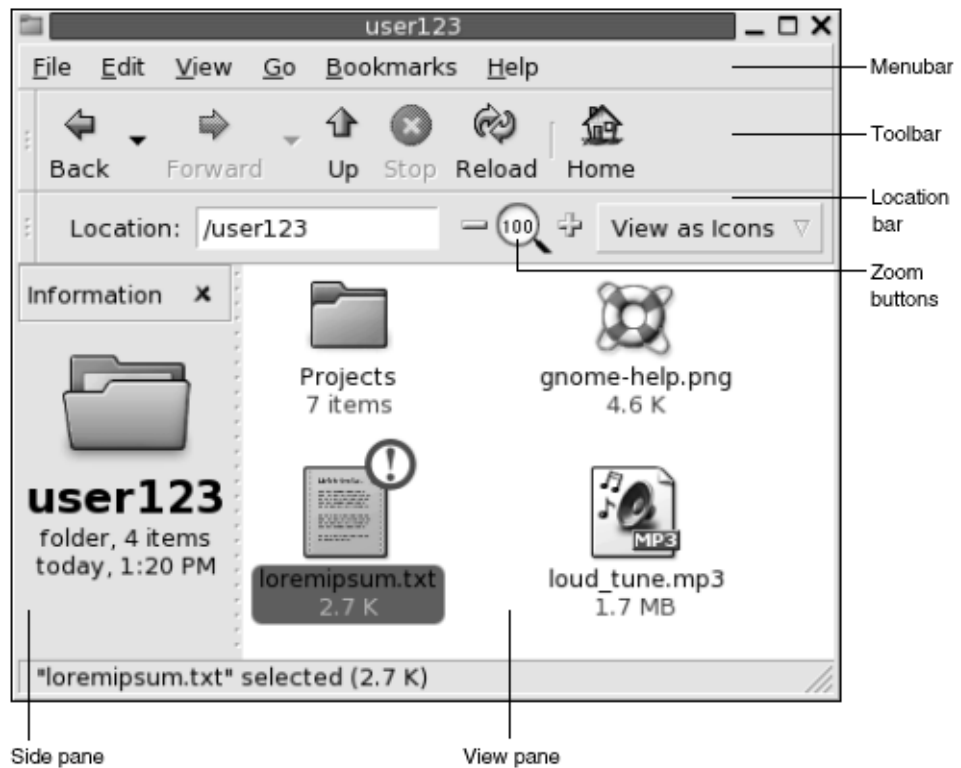 user123
File Edit View Go Bookmarks Help
Menubar
Back Forward Up Stop Reload Home
Toolbar
Location: /user123 100 View as Icons
Location
bar
Zoom
buttons
Information
Projects
7 items
gnome-help.png
4.6 K
user123
folder, 4 items
today, 1:20 PM
loremipsum.txt
2.7 K
MP3
loud_tune.mp3
1.7 MB
"loremipsum.txt" selected (2.7 K)
Side pane
View pane